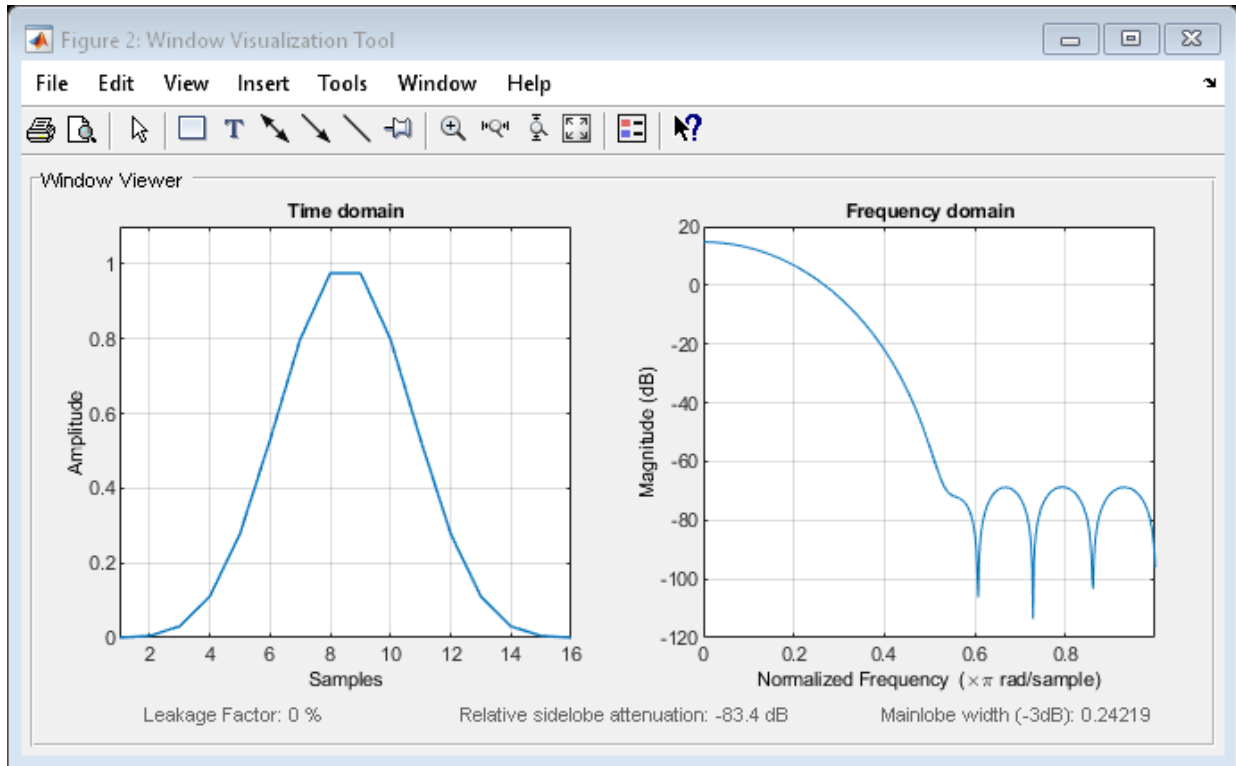 Figure 2: Window Visualization Tool
File Edit View Insert Tools Window Help
T ?
Window Viewer
Time domain
1
0.8
0.6
0.4
0.2
0
Amplitude
2 4 6 8 10 12 14 16
Samples
Frequency domain
20
0
-20
-40
-60
-80
-100
-120
Magnitude (dB)
0 0.2 0.4 0.6 0.8
Normalized Frequency (×π rad/sample)
Leakage Factor: 0 % Relative sidelobe attenuation: -83.4 dB Mainlobe width (-3dB): 0.24219